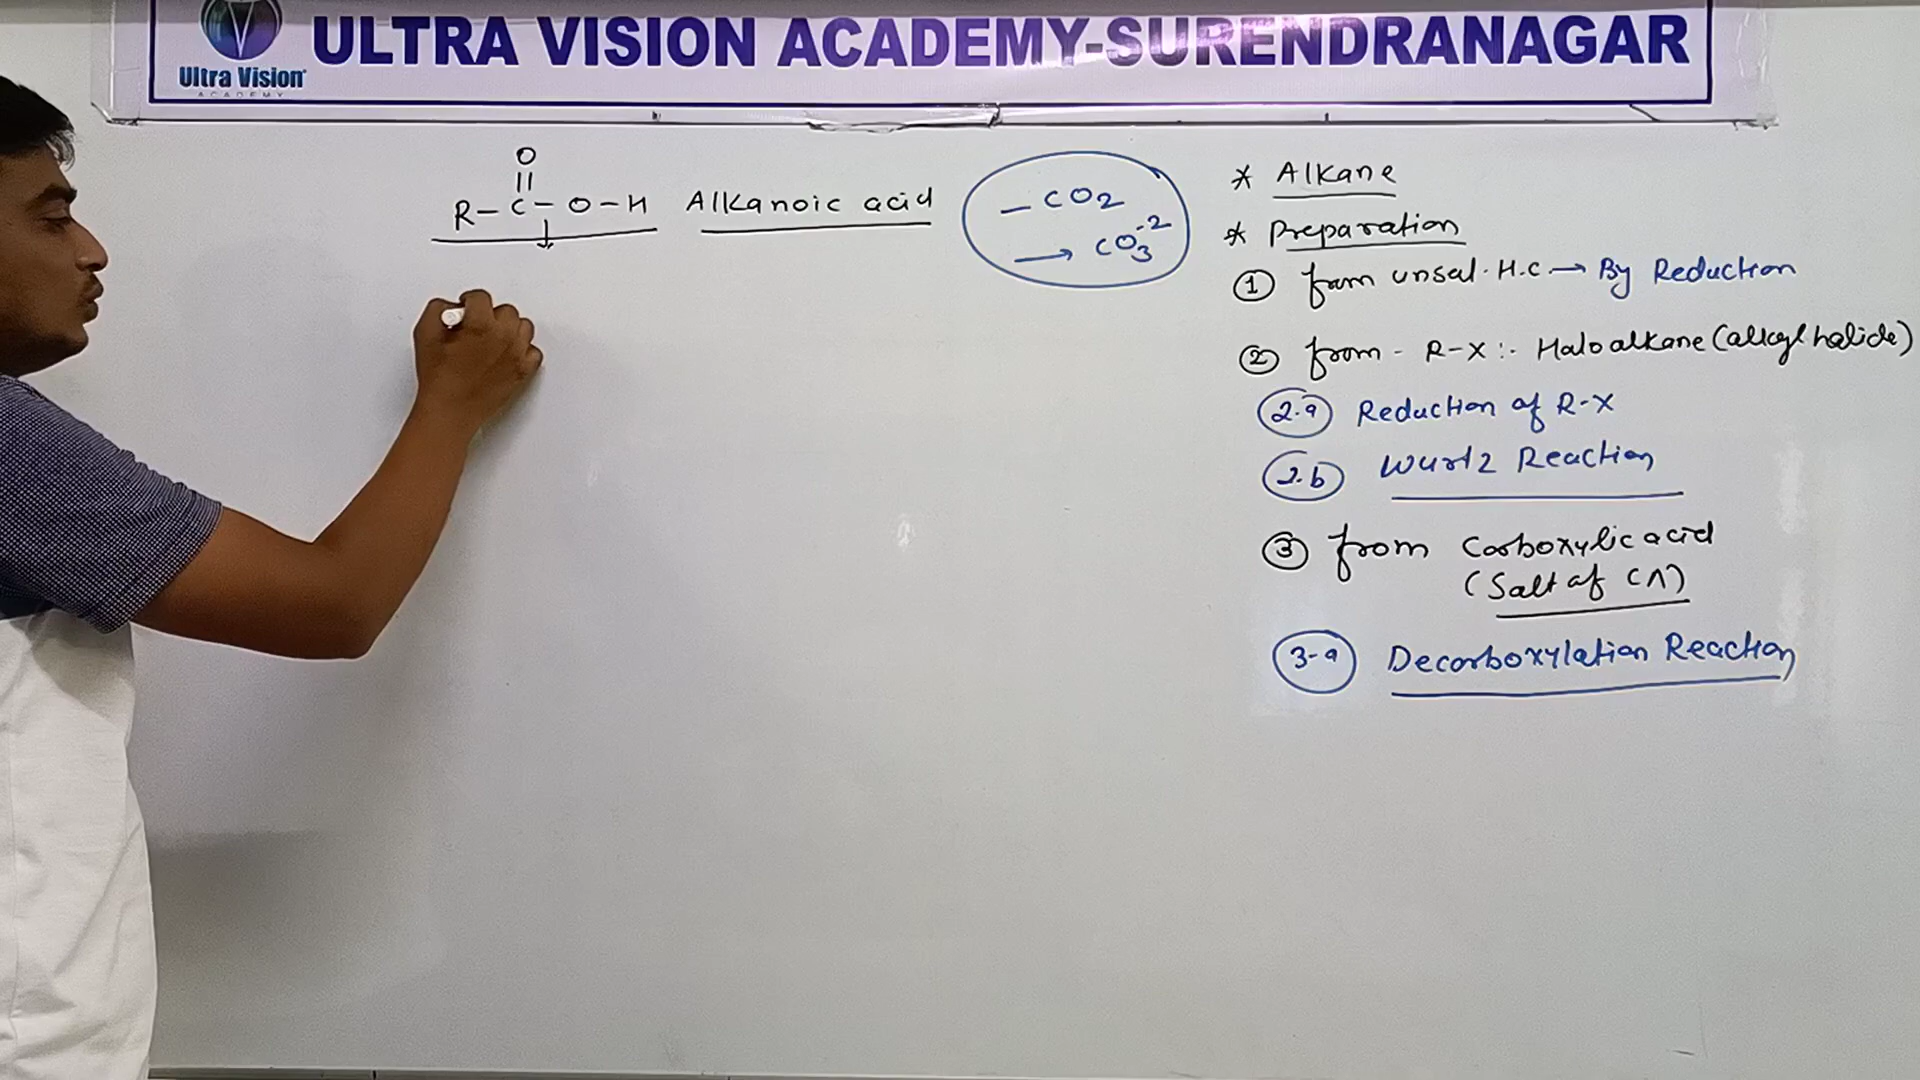 ULTRA VISION ACADEMY-SURENDRANAGAR
Ultra Vision
ACADEMY
O
||
R-C-O-H Alkanoic acid
- CO2
→ CO3-2
* Alkane
* Preparation
① from unsat. H.C → By Reduction
② from - R-X :- Haloalkane (alkyl halide)
2.a Reduction of R-X
2.b Wurtz Reaction
③ from Carboxylic acid
(Salt of CA)
3-a Decarboxylation Reaction